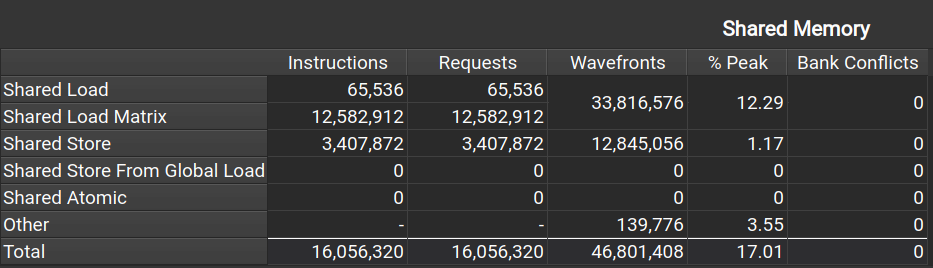 Shared Memory
Instructions Requests Wavefronts % Peak Bank Conflicts
Shared Load 65,536 65,536 33,816,576 12.29 0
Shared Load Matrix 12,582,912 12,582,912
Shared Store 3,407,872 3,407,872 12,845,056 1.17 0
Shared Store From Global Load 0 0 0 0 0
Shared Atomic 0 0 0 0 0
Other - - 139,776 3.55 0
Total 16,056,320 16,056,320 46,801,408 17.01 0